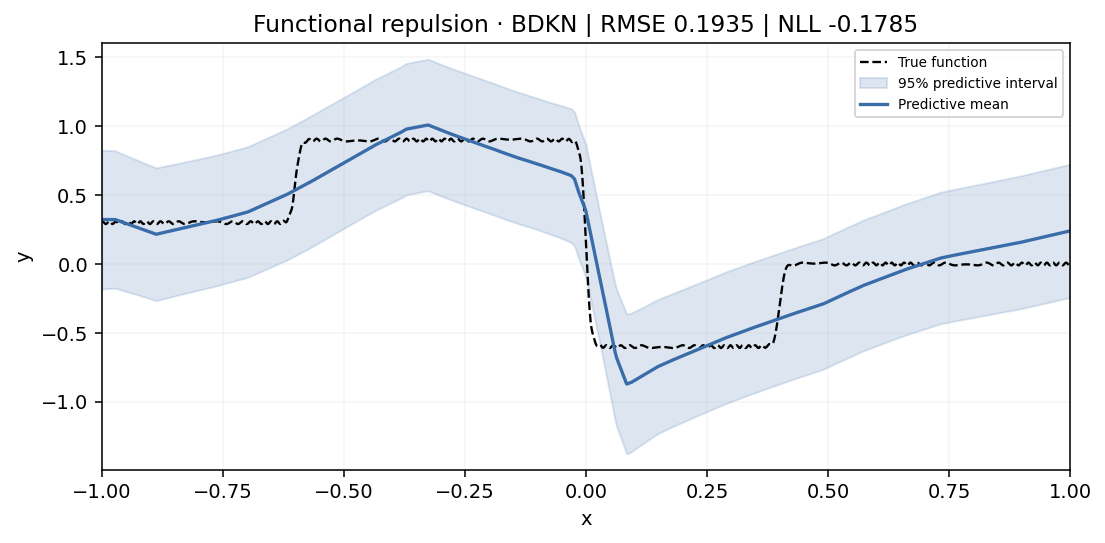 Functional repulsion · BDKN | RMSE 0.1935 | NLL -0.1785
True function
95% predictive interval
Predictive mean
y
1.5
1.0
0.5
0.0
−0.5
−1.0
−1.00 −0.75 −0.50 −0.25 0.00 0.25 0.50 0.75 1.00
x